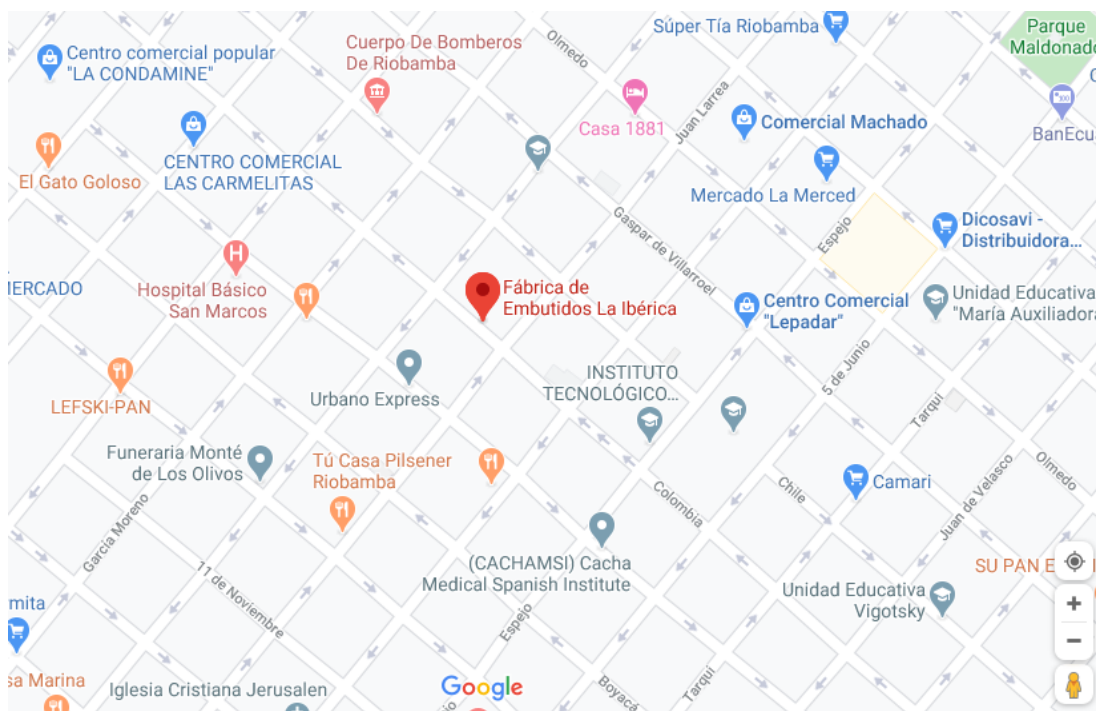 Súper Tía Riobamba
Parque
Maldonado
Olmedo
Cuerpo De Bomberos
De Riobamba
Centro comercial popular
"LA CONDAMINE"
Casa 1881
Juan Larrea
Comercial Machado
BanEcua
CENTRO COMERCIAL
LAS CARMELITAS
El Gato Goloso
Mercado La Merced
Espejo
Dicosavi -
Distribuidora...
Gaspar de Villarroel
Hospital Básico
San Marcos
Fábrica de
Embutidos La Ibérica
Centro Comercial
"Lepadar"
Unidad Educativa
"María Auxiliadora
INSTITUTO
TECNOLÓGICO...
5 de Junio
Urbano Express
LEFSKI-PAN
Tarqui
Funeraria Monté
de Los Olivos
Tú Casa Pilsener
Riobamba
Colombia
Chile
Camari
Juan de Velasco
Olmedo
García Moreno
(CACHAMSI) Cacha
Medical Spanish Institute
11 de Noviembre
Espejo
Unidad Educativa
Vigotsky
SU PAN E
Iglesia Cristiana Jerusalen
Google
Boyacá
Tarqui